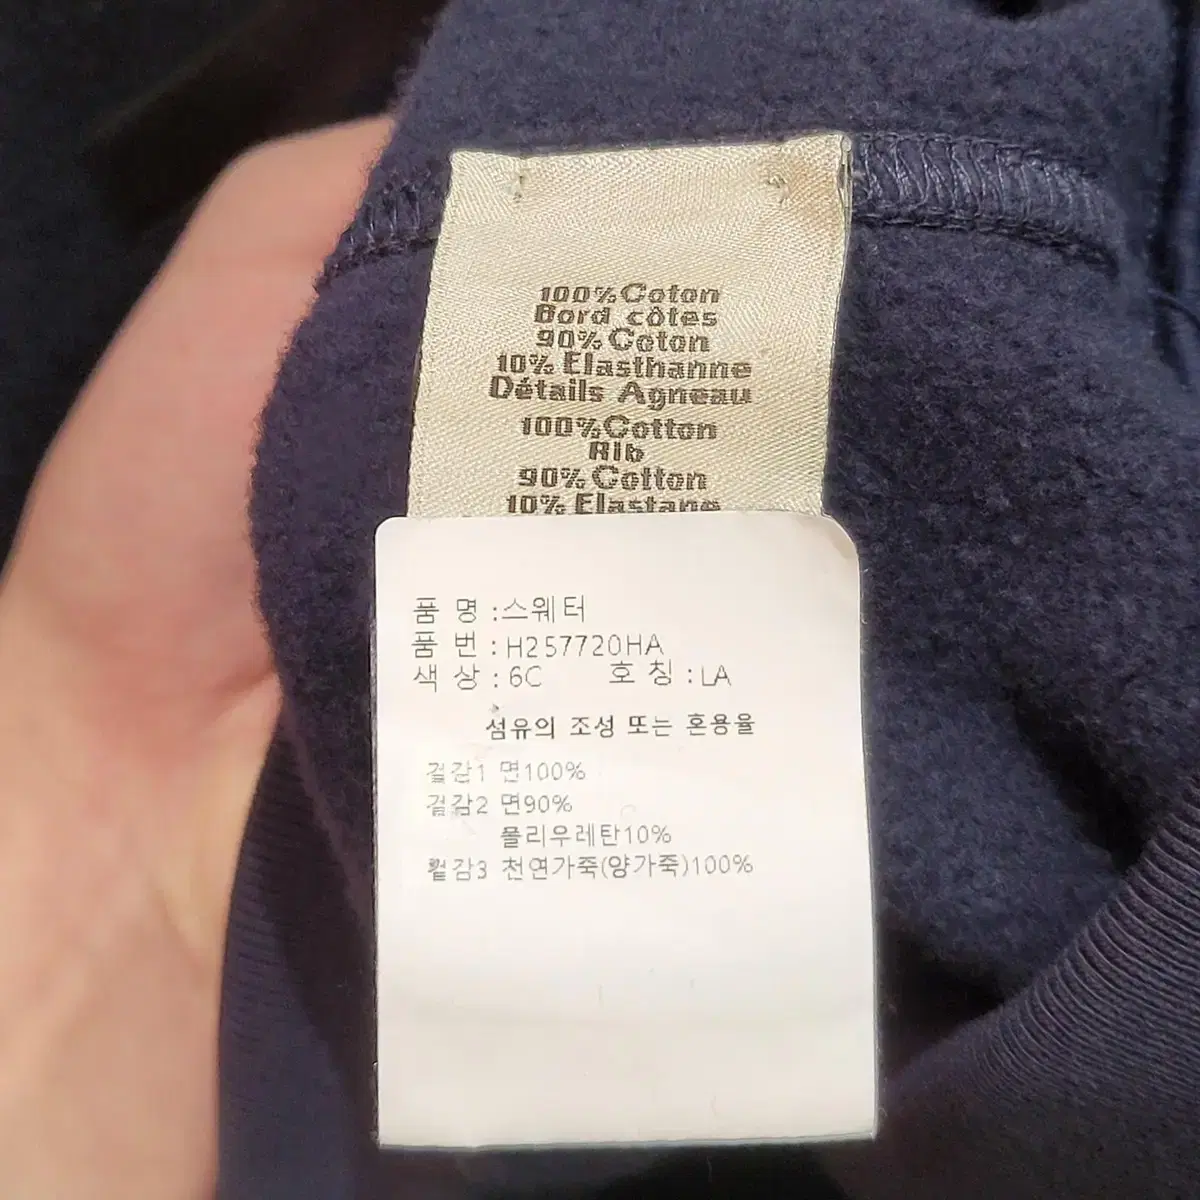 100% Coton
Bord côtes
90% Coton
10% Elasthanne
Détails Agneau
100% Cotton
Rib
90% Cotton
10% Elastane
품 명 : 스웨터
품 번 : H257720HA
색 상 : 6C 호 칭 : LA
섬유의 조성 또는 혼용율
겉감1 면100%
겉감2 면90%
폴리우레탄10%
겉감3 천연가죽(양가죽)100%